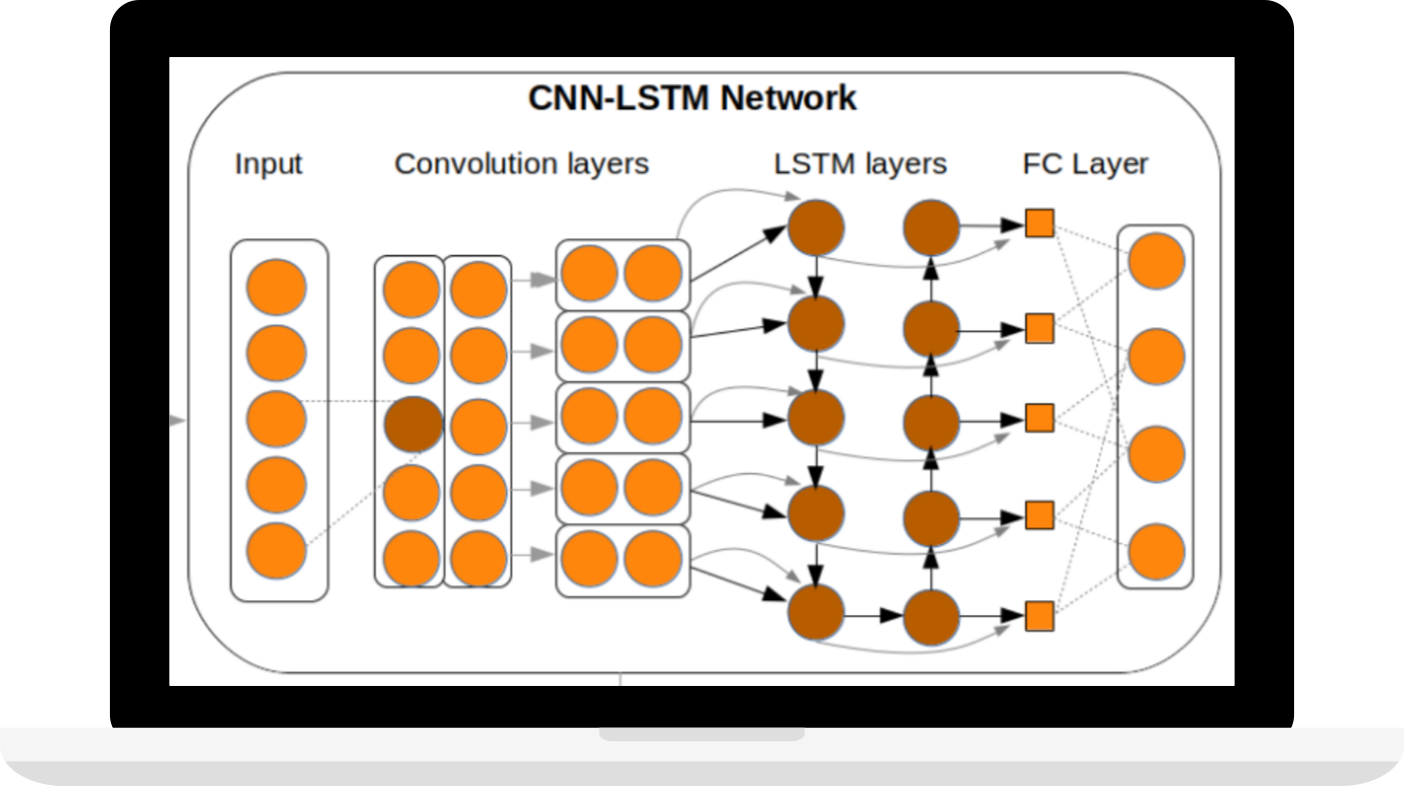 CNN-LSTM Network
Input
Convolution layers
LSTM layers
FC Layer